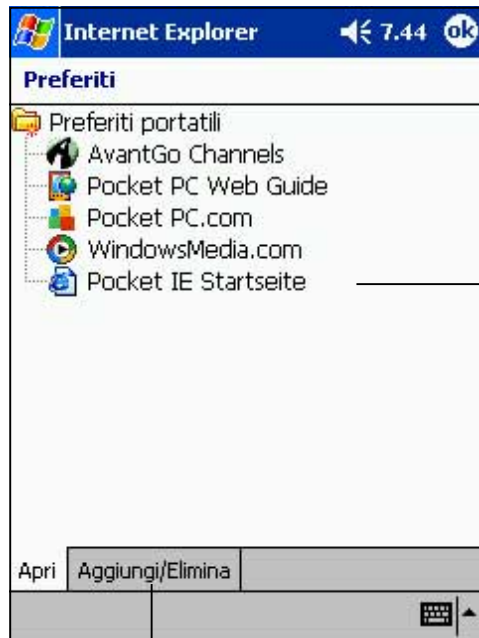 Internet Explorer 7.44 ok
Preferiti
Preferiti portatili
AvantGo Channels
Pocket PC Web Guide
Pocket PC.com
WindowsMedia.com
Pocket IE Startseite
Apri Aggiungi/Elimina